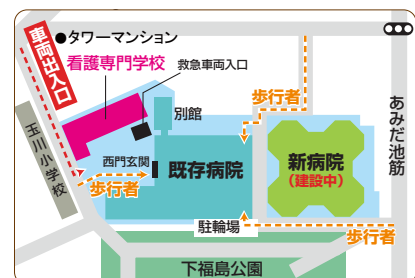 ●タワーマンション
車両出入口
看護専門学校
救急車両入口
歩行者
別館
あみだ池筋
玉川小学校
西門玄関
既存病院
新病院
(建設中)
歩行者
駐輪場
歩行者
下福島公園